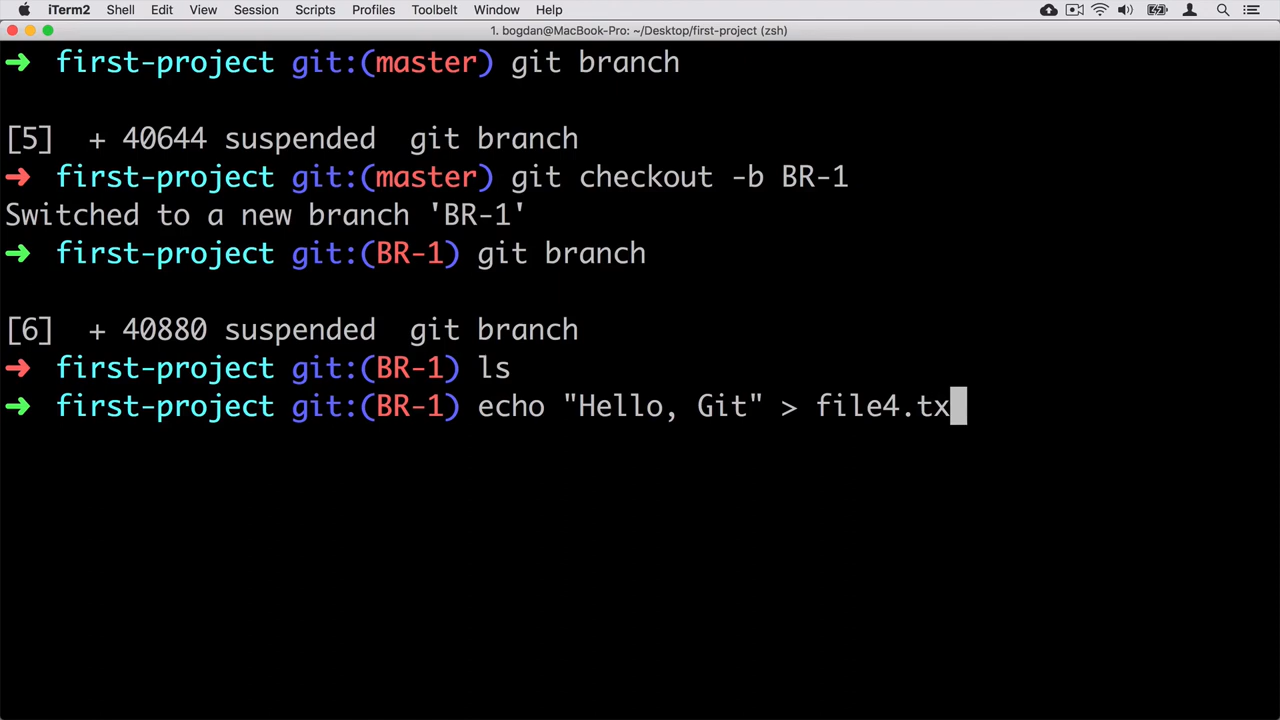 iTerm2 Shell Edit View Session Scripts Profiles Toolbelt Window Help
1. bogdan@MacBook-Pro: ~/Desktop/first-project (zsh)
➜ first-project git:(master) git branch
[5] + 40644 suspended git branch
➜ first-project git:(master) git checkout -b BR-1
Switched to a new branch 'BR-1'
➜ first-project git:(BR-1) git branch
[6] + 40880 suspended git branch
➜ first-project git:(BR-1) ls
➜ first-project git:(BR-1) echo "Hello, Git" > file4.tx